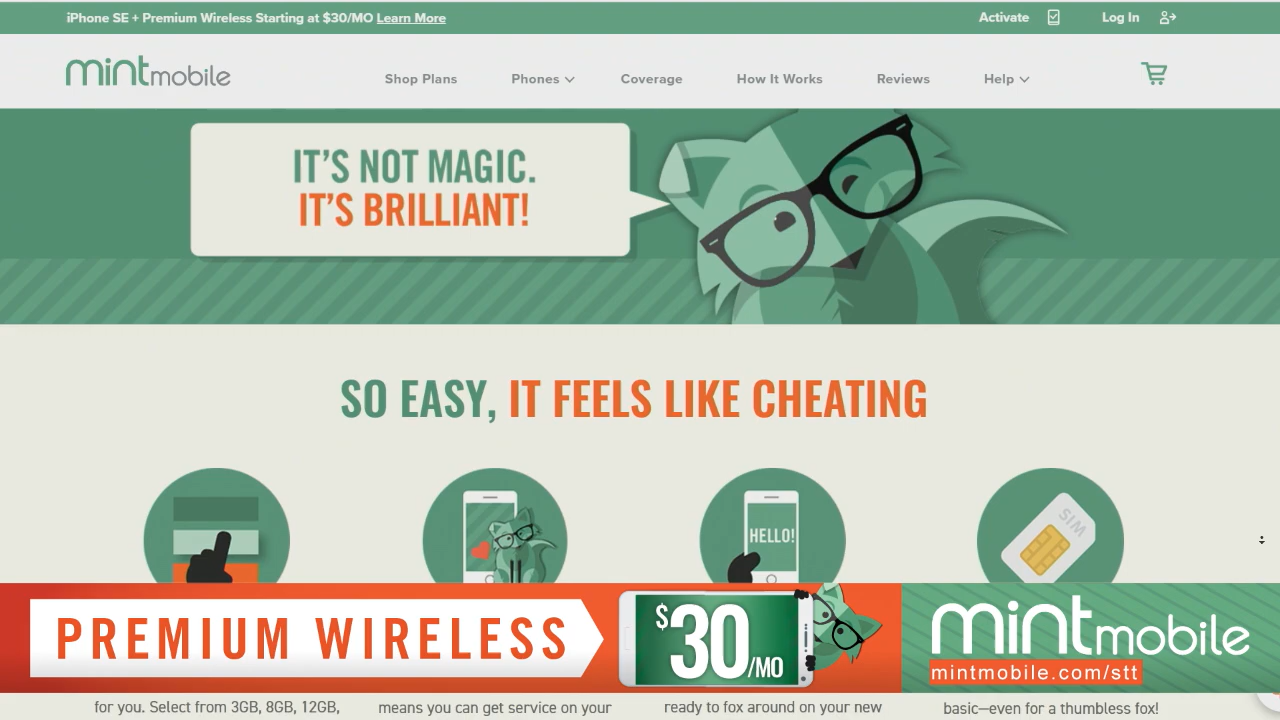 iPhone SE + Premium Wireless Starting at $30/MO Learn More
Activate
Log In
mintmobile
Shop Plans
Phones
Coverage
How It Works
Reviews
Help
IT'S NOT MAGIC.
IT'S BRILLIANT!
SO EASY, IT FEELS LIKE CHEATING
HELLO!
SIM
PREMIUM WIRELESS
$30/MO
mintmobile
mintmobile.com/stt
for you. Select from 3GB, 8GB, 12GB,
means you can get service on your
ready to fox around on your new
basic—even for a thumbless fox!